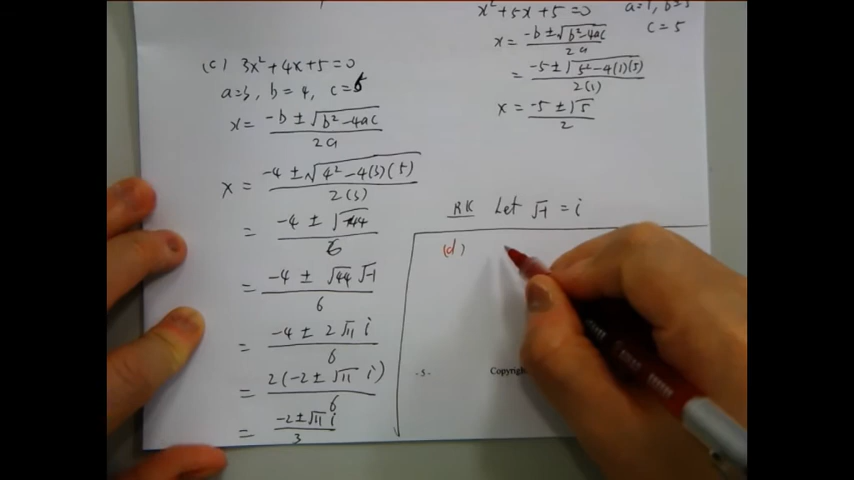 (c) 3x² + 4x + 5 = 0
a=3, b = 4, c = 5
x = -b ± √b² - 4ac / 2a
x = -4 ± √4² - 4(3)(5) / 2(3)
= -4 ± √-44 / 6
= -4 ± √44 √-1 / 6
= -4 ± 2√11 i / 6
= 2(-2 ± √11 i) / 6
= -2 ± √11 i / 3
x² + 5x + 5 = 0
c = 5
x = -b ± √b² - 4ac / 2a
= -5 ± √5² - 4(1)(5) / 2(1)
x = -5 ± √5 / 2
RK Let √-1 = i
(d)
-5-